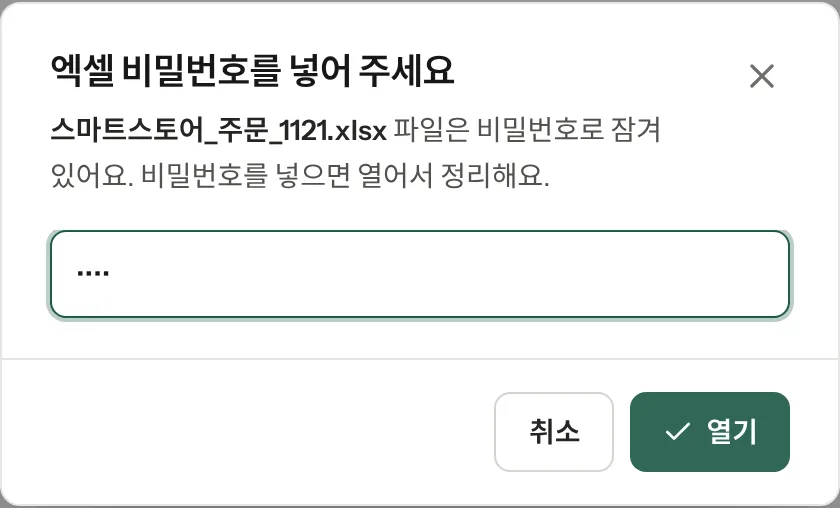 엑셀 비밀번호를 넣어 주세요
스마트스토어_주문_1121.xlsx 파일은 비밀번호로 잠겨
있어요. 비밀번호를 넣으면 열어서 정리해요.
••••
취소
열기